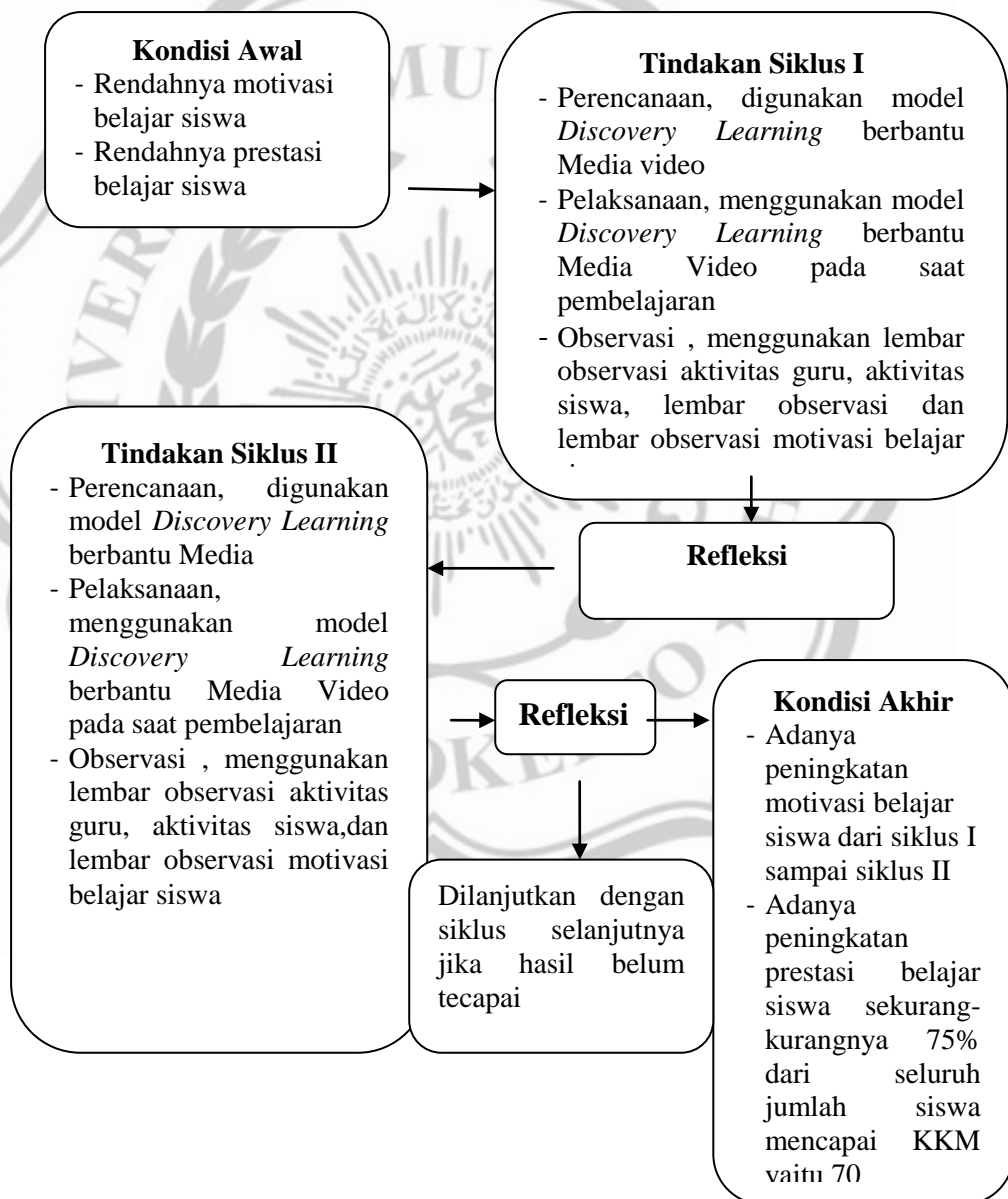 Kondisi Awal
- Rendahnya motivasi
belajar siswa
- Rendahnya prestasi
belajar siswa
Tindakan Siklus I
- Perencanaan, digunakan model
Discovery Learning berbantu
Media video
- Pelaksanaan, menggunakan model
Discovery Learning berbantu
Media Video pada saat
pembelajaran
- Observasi , menggunakan lembar
observasi aktivitas guru, aktivitas
siswa, lembar observasi dan
lembar observasi motivasi belajar
Refleksi
Tindakan Siklus II
- Perencanaan, digunakan
model Discovery Learning
berbantu Media
- Pelaksanaan,
menggunakan model
Discovery Learning
berbantu Media Video
pada saat pembelajaran
- Observasi , menggunakan
lembar observasi aktivitas
guru, aktivitas siswa,dan
lembar observasi motivasi
belajar siswa
Refleksi
Dilanjutkan dengan
siklus selanjutnya
jika hasil belum
tecapai
Kondisi Akhir
- Adanya
peningkatan
motivasi belajar
siswa dari siklus I
sampai siklus II
- Adanya
peningkatan
prestasi belajar
siswa sekurang-
kurangnya 75%
dari seluruh
jumlah siswa
mencapai KKM
yaitu 70